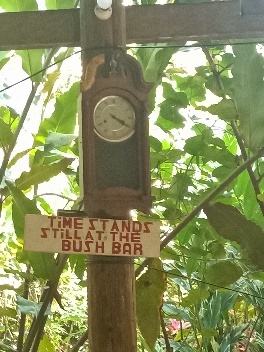 TIME STANDS
STILL AT THE
BUSH BAR